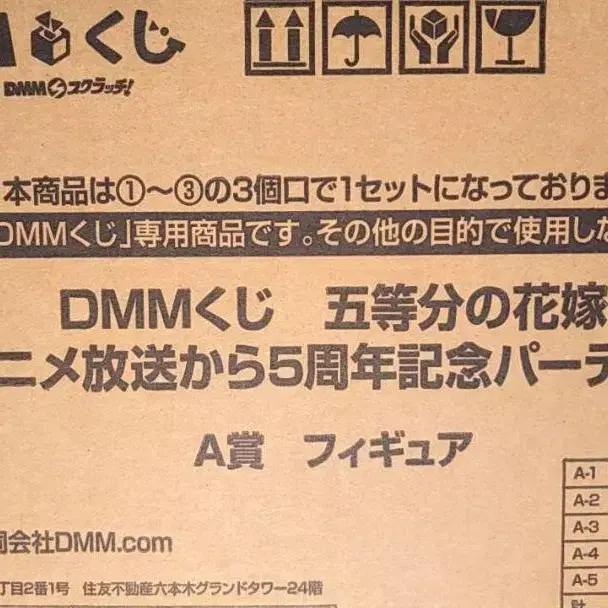 くじ
DMMスクラッチ!
本商品は①～③の3個口で1セットになっておりま
DMMくじ」専用商品です。その他の目的で使用しな
DMMくじ 五等分の花嫁
ニメ放送から5周年記念パーテ
A賞 フィギュア
A-1
A-2
A-3
A-4
A-5
会社DMM.com
丁目2番1号 住友不動産六本木グランドタワー24階